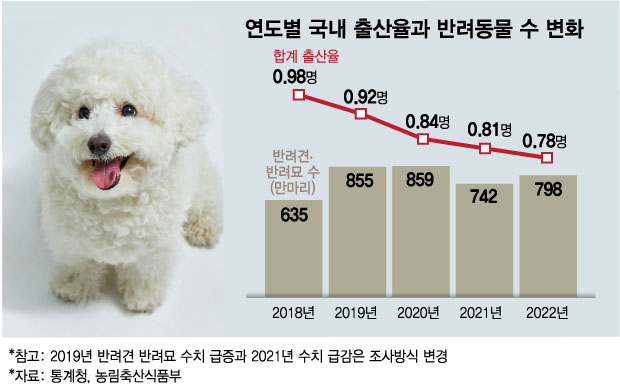 연도별 국내 출산율과 반려동물 수 변화
합계 출산율
0.98명
0.92명
0.84명
0.81명
0.78명
반려견·
반려묘 수
(만마리)
635
855
859
742
798
2018년
2019년
2020년
2021년
2022년
*참고: 2019년 반려견 반려묘 수치 급증과 2021년 수치 급감은 조사방식 변경
*자료: 통계청, 농림축산식품부